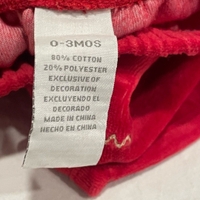 0-3MOS
80% COTTON
20% POLYESTER
EXCLUSIVE OF
DECORATION
EXCLUYENDO EL
DECORADO
MADE IN CHINA
HECHO EN CHINA